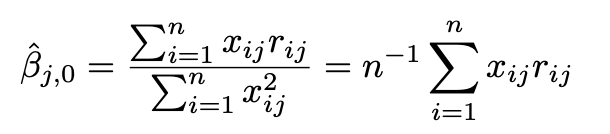 $\hat{\beta}_{j,0} = \frac{\sum_{i=1}^{n} x_{ij} r_{ij}}{\sum_{i=1}^{n} x_{ij}^{2}} = n^{-1} \sum_{i=1}^{n} x_{ij} r_{ij}$